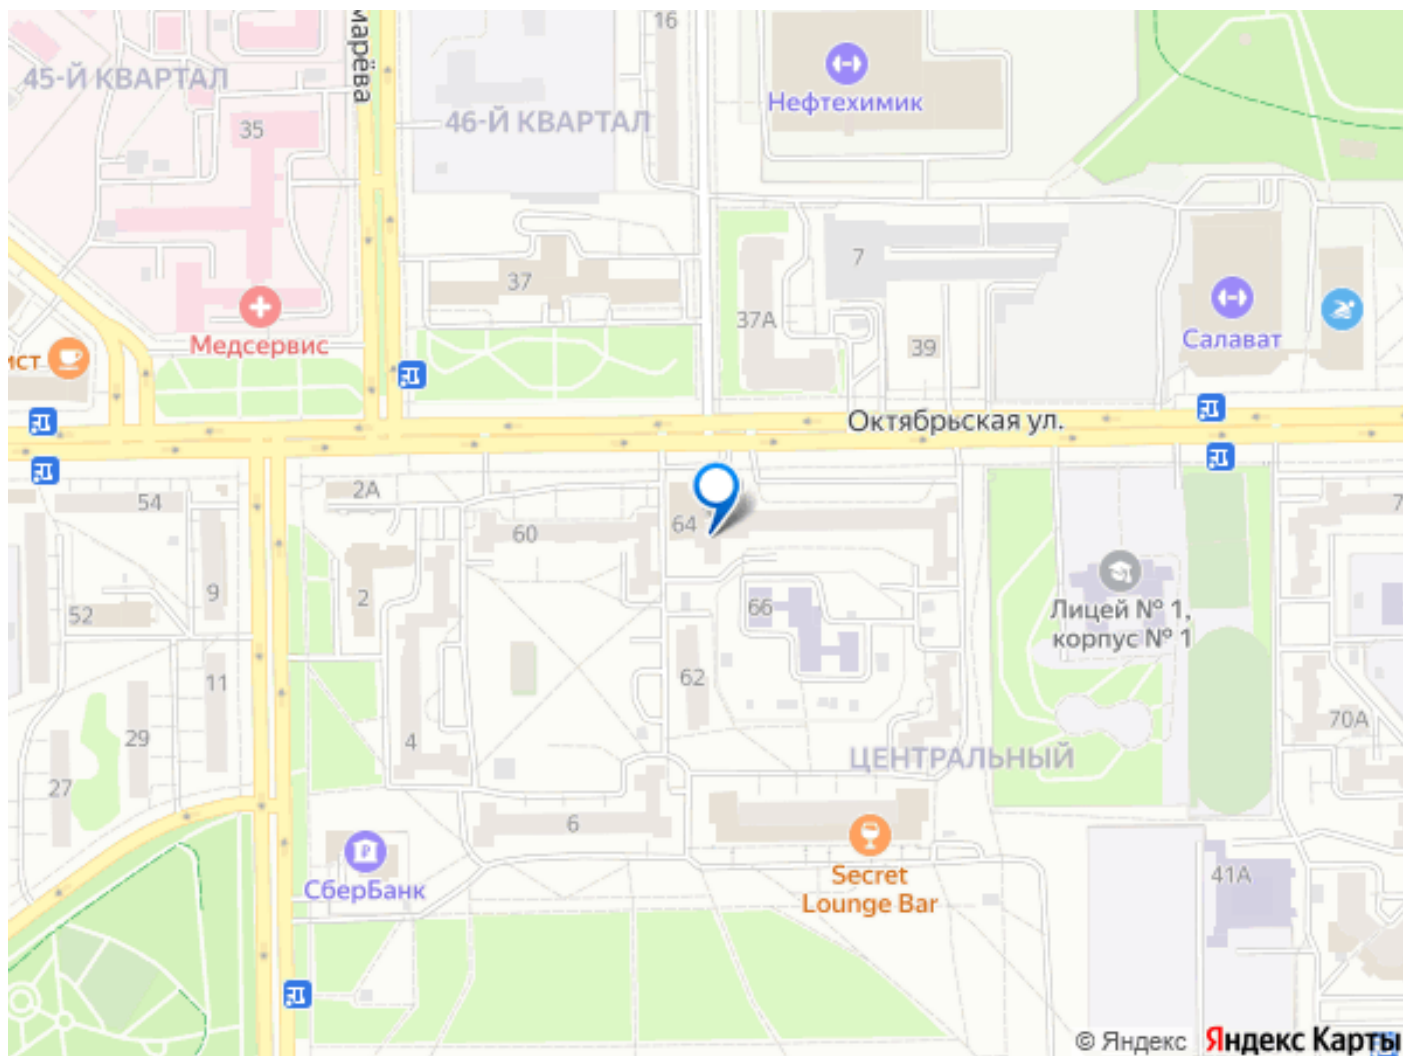 16
марёва
45-Й КВАРТАЛ
Нефтехимик
46-Й КВАРТАЛ
35
7
37
37А
Медсервис
39
Салават
ист
Октябрьская ул.
2А
54
64
60
7
9
2
52
66
Лицей № 1,
корпус № 1
62
11
70А
29
4
ЦЕНТРАЛЬНЫЙ
27
6
Secret
Lounge Bar
41А
СберБанк
© Яндекс
Яндекс Карты